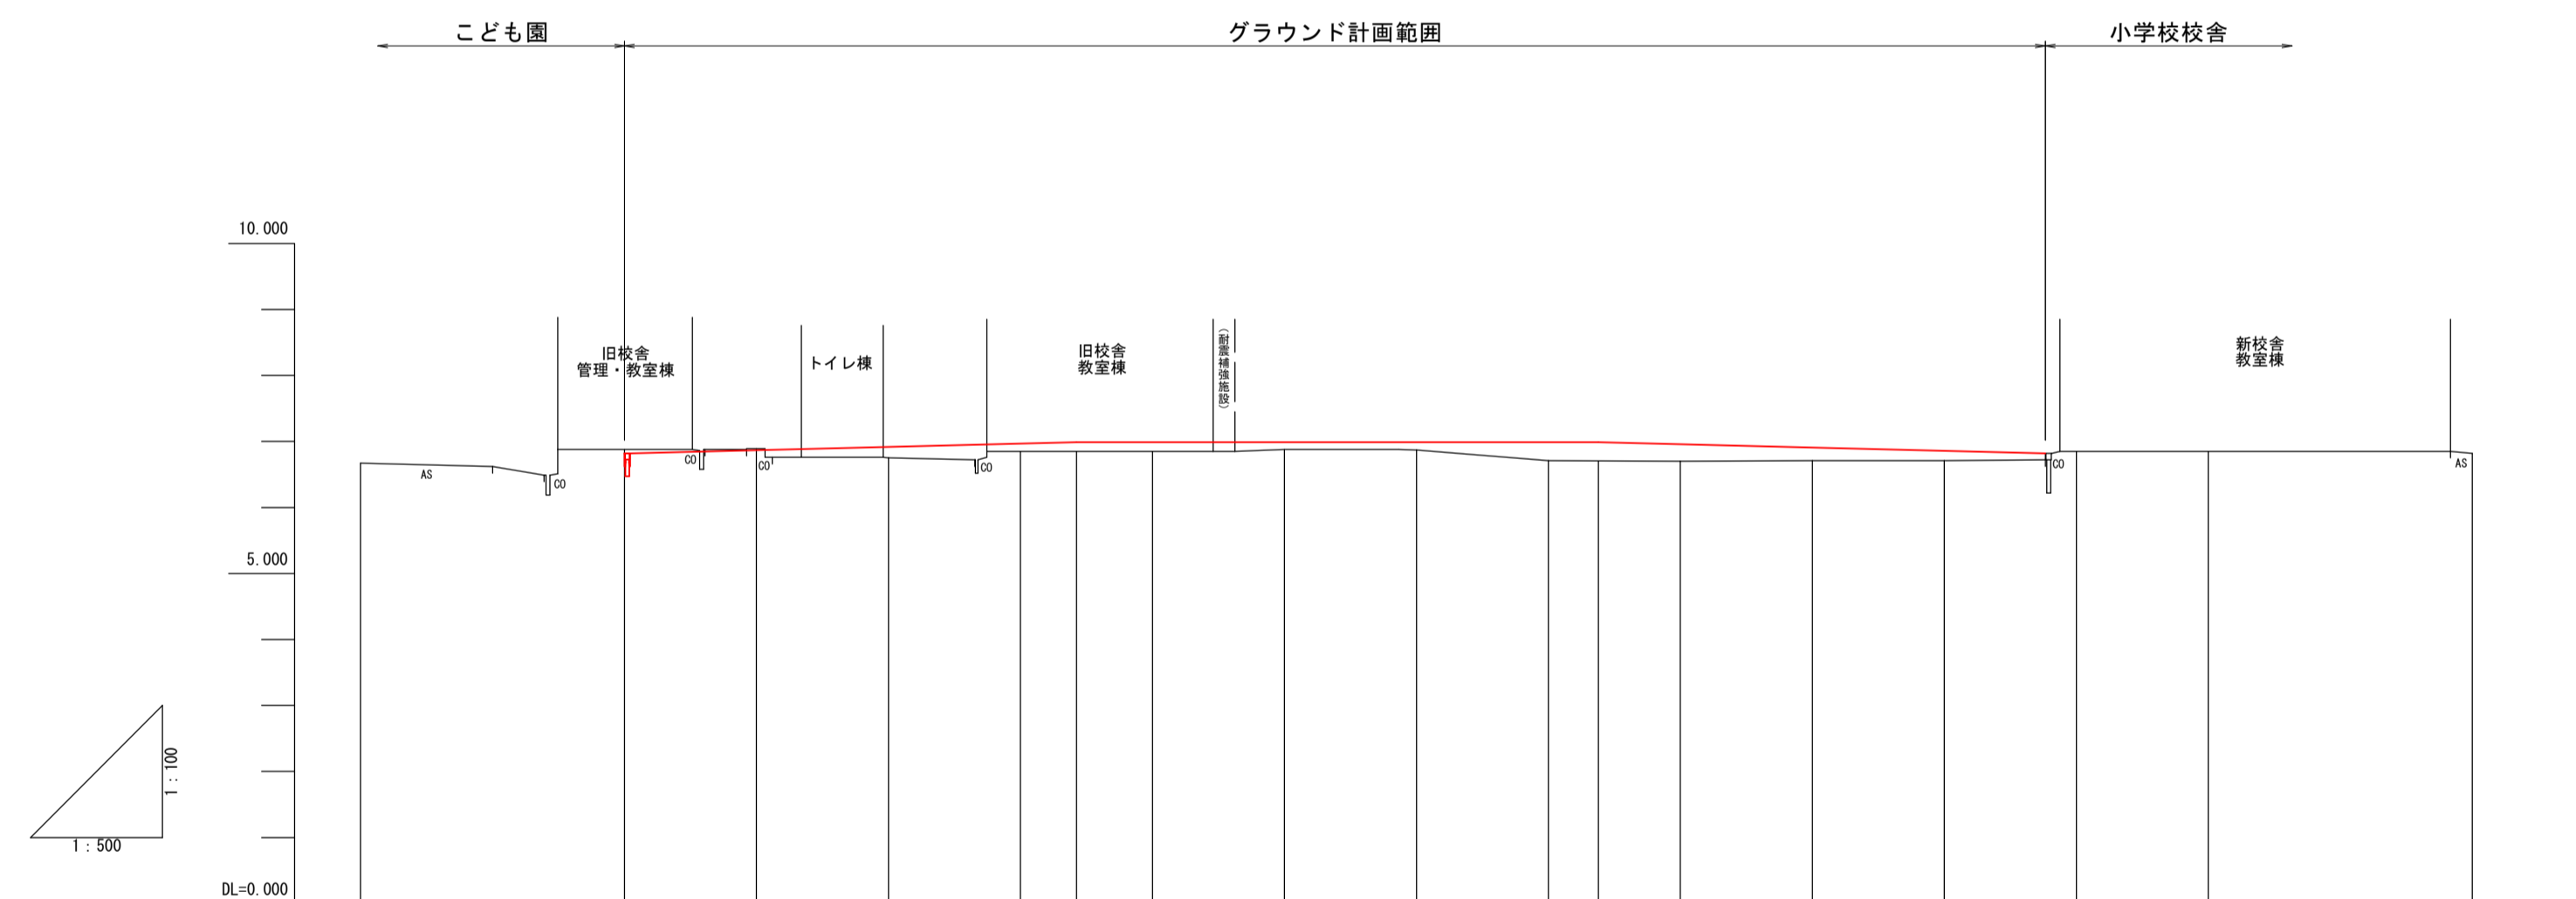 こども園
グラウンド計画範囲
小学校校舎
10.000
旧校舎
管理・教室棟
トイレ棟
旧校舎
教室棟
(耐震補強施設)
新校舎
教室棟
AS
CO
CO
CO
CO
CO
AS
5.000
1:100
1:500
DL=0.000